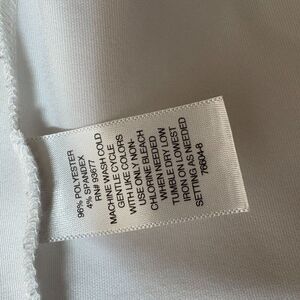 96% POLYESTER
4% SPANDEX
RN# 93677
MACHINE WASH COLD
GENTLE CYCLE
WITH LIKE COLORS
USE ONLY NON-
CHLORINE BLEACH
WHEN NEEDED
TUMBLE DRY LOW
IRON ON LOWEST
SETTING AS NEEDED
7680A-8